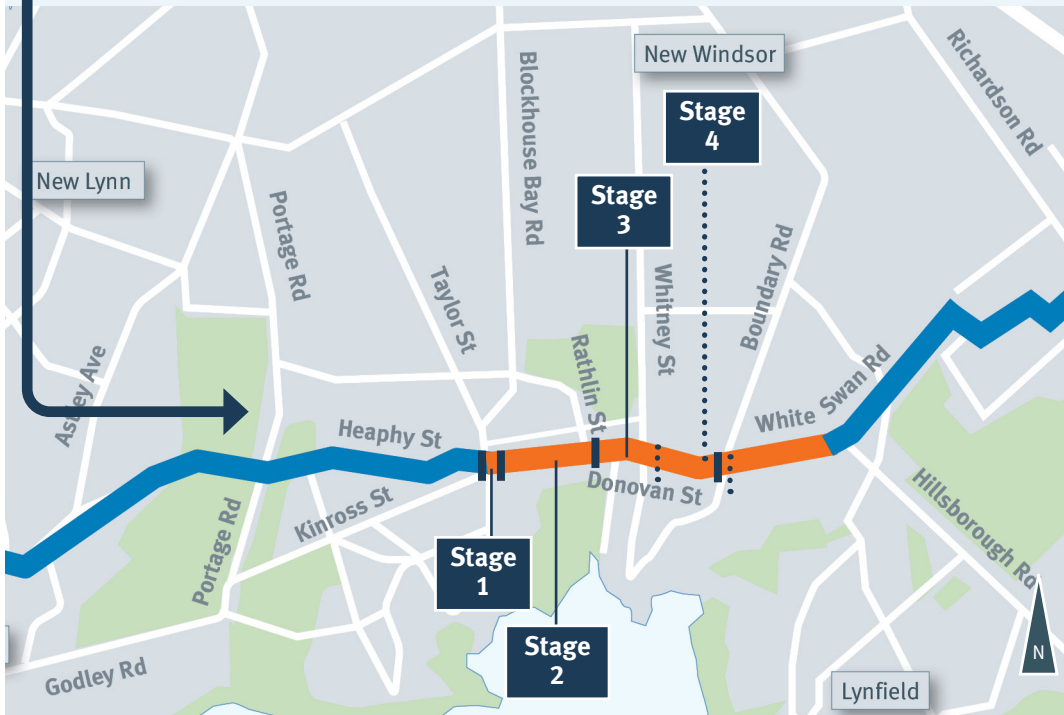 New Windsor
Richardson Rd
Blockhouse Bay Rd
Stage
4
New Lynn
Stage
3
Portage Rd
Taylor St
Whitney St
Boundary Rd
Rathlin St
Astley Ave
White Swan Rd
Heaphy St
Donovan St
Kinross St
Hillsborough Rd
Portage Rd
Stage
1
Stage
2
N
Godley Rd
Lynfield